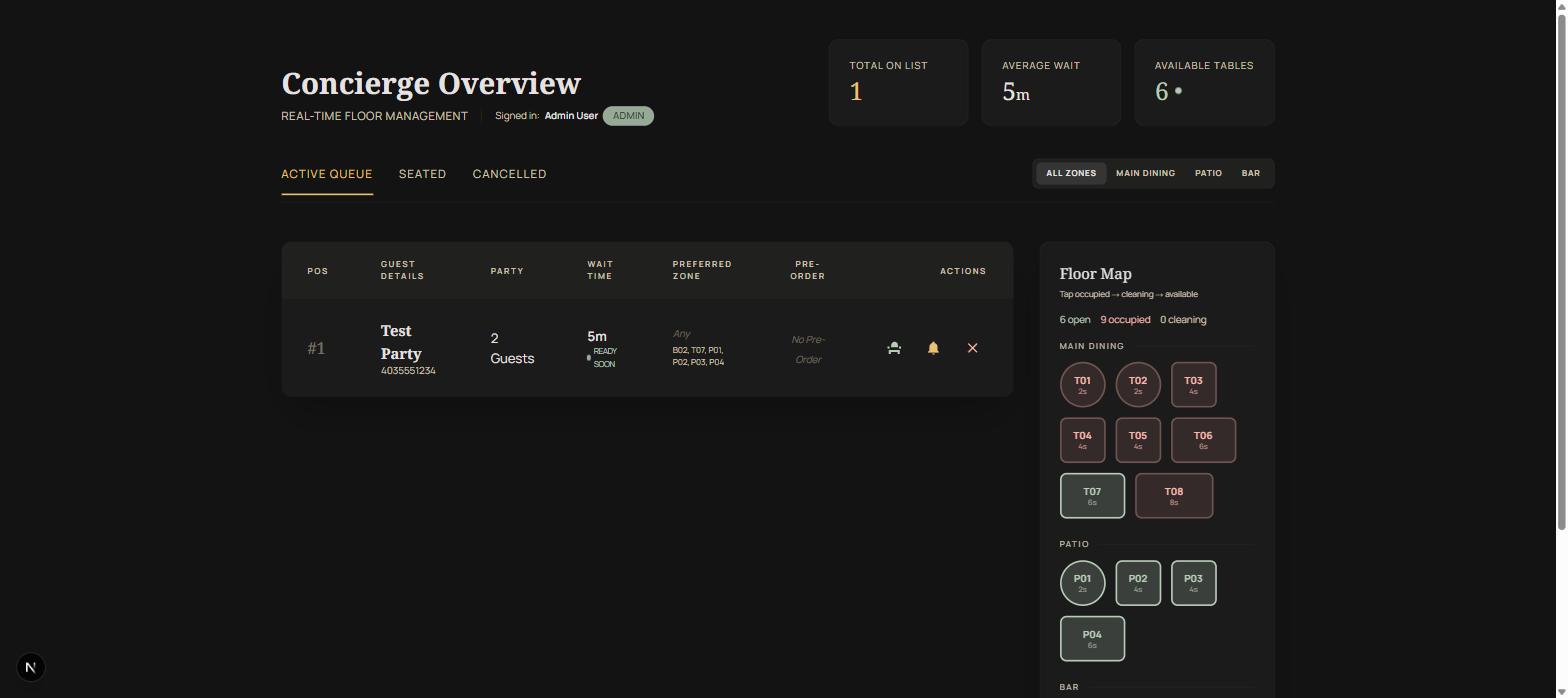 Concierge Overview
REAL-TIME FLOOR MANAGEMENT
Signed in: Admin User ADMIN
TOTAL ON LIST
1
AVERAGE WAIT
5m
AVAILABLE TABLES
6
ACTIVE QUEUE SEATED CANCELLED
ALL ZONES MAIN DINING PATIO BAR
POS
GUEST
DETAILS
PARTY
WAIT
TIME
PREFERRED
ZONE
PRE-
ORDER
ACTIONS
#1
Test
Party
4035551234
2
Guests
5m
READY
SOON
Any
B02, T07, P01,
P02, P03, P04
No Pre-
Order
Floor Map
Tap occupied → cleaning → available
6 open 9 occupied 0 cleaning
MAIN DINING
T01
2s
T02
2s
T03
4s
T04
4s
T05
4s
T06
6s
T07
6s
T08
8s
PATIO
P01
2s
P02
4s
P03
4s
P04
6s
BAR
N